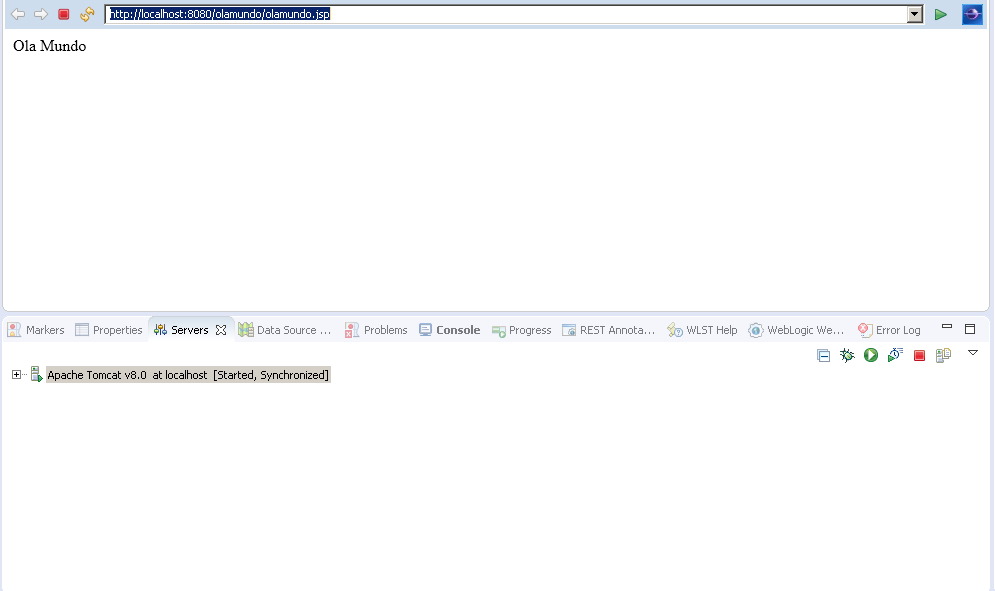 http://localhost:8080/olamundo/olamundo.jsp
Ola Mundo
Markers Properties Servers Data Source ... Problems Console Progress REST Annota... WLST Help WebLogic We... Error Log
Apache Tomcat v8.0 at localhost [Started, Synchronized]